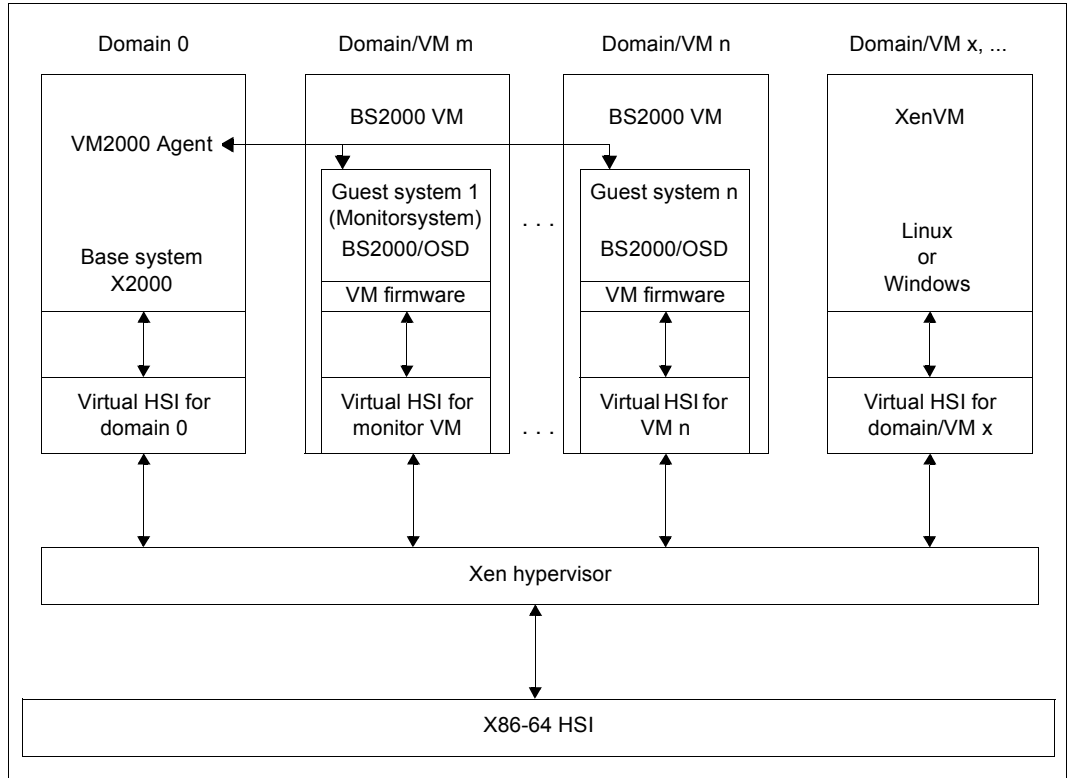 Domain 0
Domain/VM m
Domain/VM n
Domain/VM x, ...
BS2000 VM
BS2000 VM
XenVM
VM2000 Agent
Guest system 1
(Monitorsystem)
BS2000/OSD
VM firmware
. . .
Guest system n
BS2000/OSD
VM firmware
Linux
or
Windows
Base system
X2000
Virtual HSI for
domain 0
Virtual HSI for
monitor VM
. . .
Virtual HSI for
VM n
Virtual HSI for
domain/VM x
Xen hypervisor
X86-64 HSI